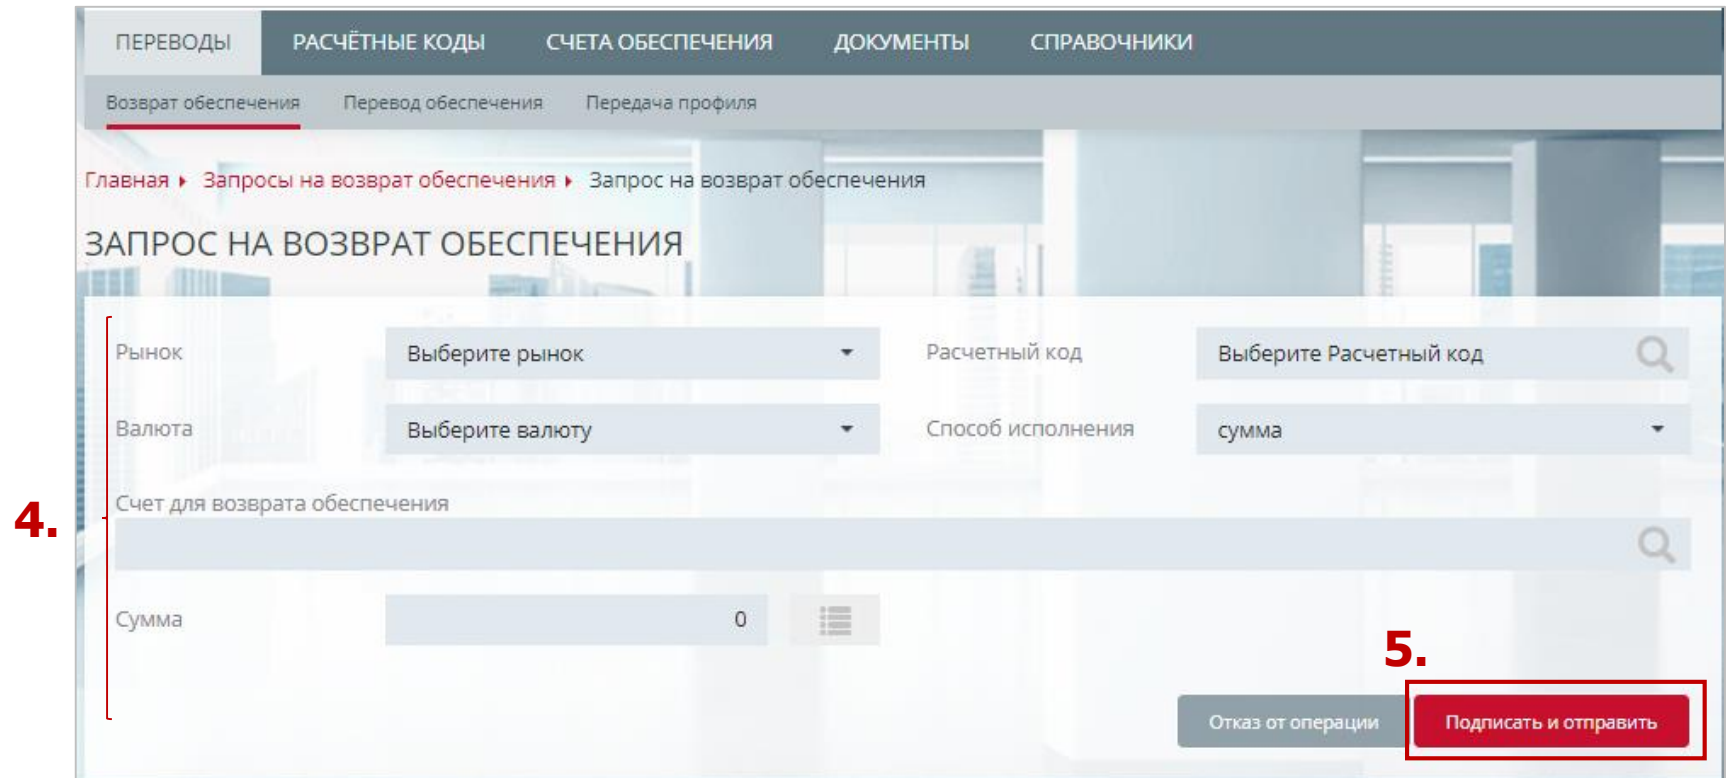 ПЕРЕВОДЫ РАСЧЁТНЫЕ КОДЫ СЧЕТА ОБЕСПЕЧЕНИЯ ДОКУМЕНТЫ СПРАВОЧНИКИ
Возврат обеспечения Перевод обеспечения Передача профиля
Главная Запросы на возврат обеспечения Запрос на возврат обеспечения
ЗАПРОС НА ВОЗВРАТ ОБЕСПЕЧЕНИЯ
Рынок Выберите рынок Расчетный код Выберите Расчетный код
Валюта Выберите валюту Способ исполнения сумма
Счет для возврата обеспечения
4.
Сумма 0
5.
Отказ от операции Подписать и отправить